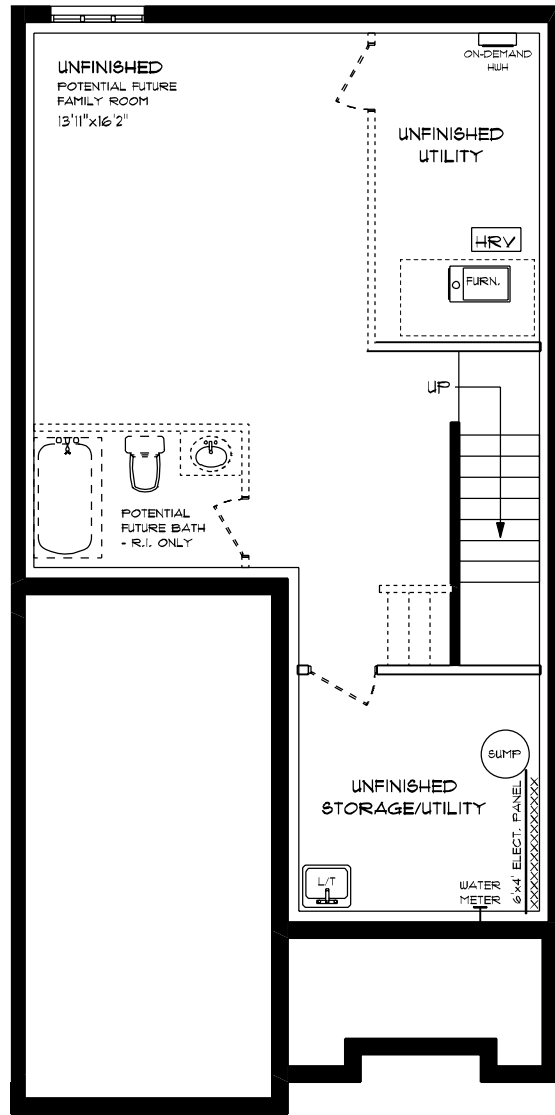 UNFINISHED
POTENTIAL FUTURE
FAMILY ROOM
13'11"x16'2"
ON-DEMAND
HWH
UNFINISHED
UTILITY
HRV
FURN.
UP
POTENTIAL
FUTURE BATH
- R.I. ONLY
SUMP
UNFINISHED
STORAGE/UTILITY
6'x4' ELECT. PANEL
L/T
WATER
METER